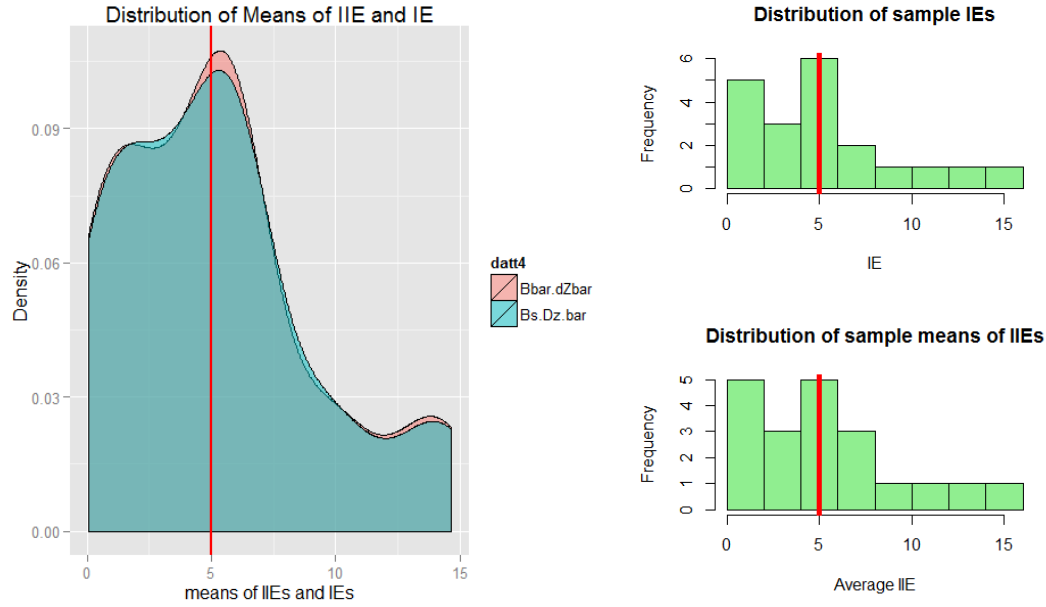 Distribution of Means of IIE and IE
Density
0.09
0.06
0.03
0.00
0 5 10 15
means of IIEs and IEs
datt4
Bbar.dZbar
Bs.Dz.bar
Distribution of sample IEs
Frequency
6
4
2
0
0 5 10 15
IE
Distribution of sample means of IIEs
Frequency
5
4
3
2
1
0
0 5 10 15
Average IIE